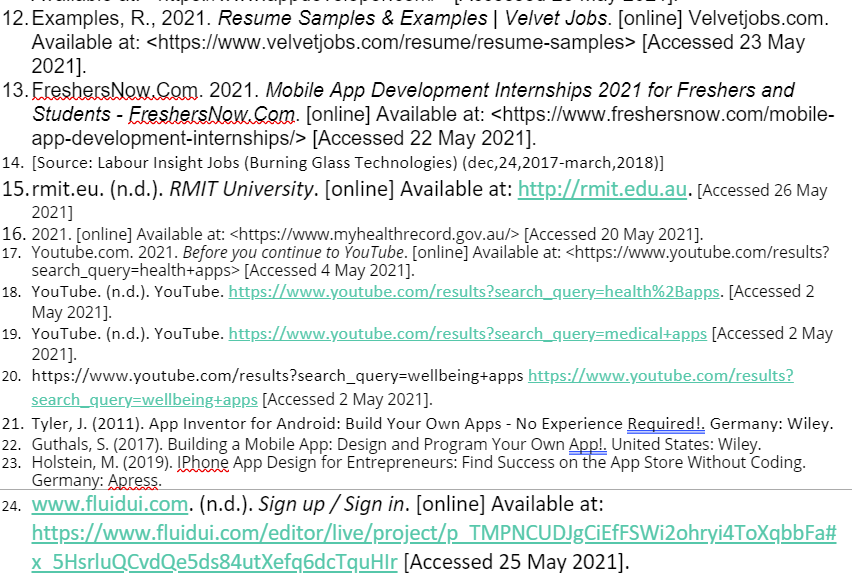 12. Examples, R., 2021. Resume Samples & Examples | Velvet Jobs. [online] Velvetjobs.com.
Available at: <https://www.velvetjobs.com/resume/resume-samples> [Accessed 23 May
2021].
13. FreshersNow.Com. 2021. Mobile App Development Internships 2021 for Freshers and
Students - FreshersNow.Com. [online] Available at: <https://www.freshersnow.com/mobile-
app-development-internships/> [Accessed 22 May 2021].
14. [Source: Labour Insight Jobs (Burning Glass Technologies) (dec,24,2017-march,2018)]
15. rmit.eu. (n.d.). RMIT University. [online] Available at: http://rmit.edu.au. [Accessed 26 May
2021]
16. 2021. [online] Available at: <https://www.myhealthrecord.gov.au/> [Accessed 20 May 2021].
17. Youtube.com. 2021. Before you continue to YouTube. [online] Available at: <https://www.youtube.com/results?
search_query=health+apps> [Accessed 4 May 2021].
18. YouTube. (n.d.). YouTube. https://www.youtube.com/results?search_query=health%2Bapps. [Accessed 2
May 2021].
19. YouTube. (n.d.). YouTube. https://www.youtube.com/results?search_query=medical+apps [Accessed 2 May
2021].
20. https://www.youtube.com/results?search_query=wellbeing+apps https://www.youtube.com/results?
search_query=wellbeing+apps [Accessed 2 May 2021].
21. Tyler, J. (2011). App Inventor for Android: Build Your Own Apps - No Experience Required!. Germany: Wiley.
22. Guthals, S. (2017). Building a Mobile App: Design and Program Your Own App!. United States: Wiley.
23. Holstein, M. (2019). IPhone App Design for Entrepreneurs: Find Success on the App Store Without Coding.
Germany: Apress.
24. www.fluidui.com. (n.d.). Sign up / Sign in. [online] Available at:
https://www.fluidui.com/editor/live/project/p_TMPNCUDJgCiEfFSWi2ohryi4ToXqbbFa#
x_5HsrluQCvdQe5ds84utXefq6dcTquHIr [Accessed 25 May 2021].